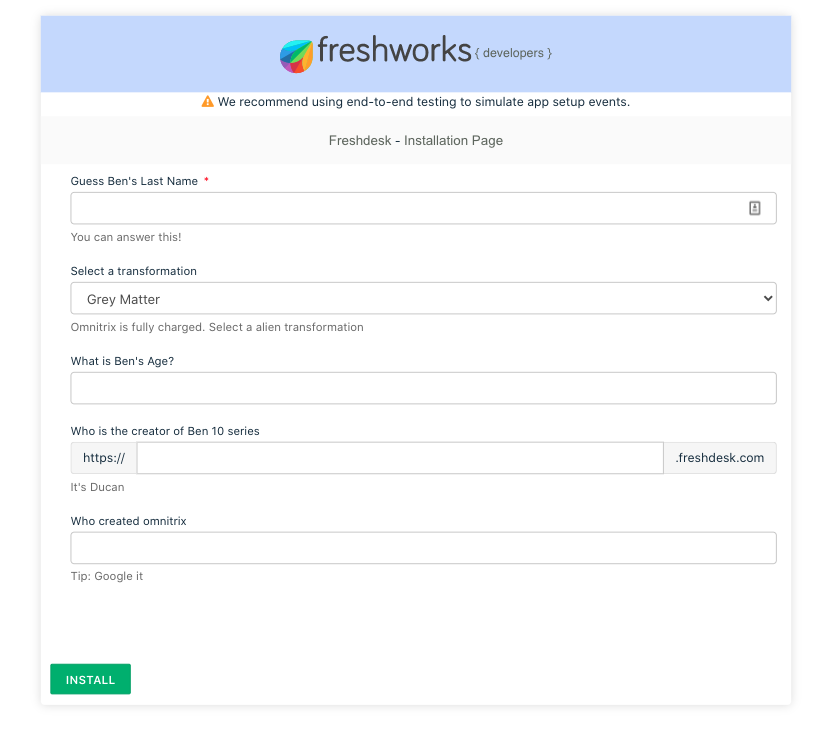 freshworks { developers }
We recommend using end-to-end testing to simulate app setup events.
Freshdesk - Installation Page
Guess Ben's Last Name *
You can answer this!
Select a transformation
Grey Matter
Omnitrix is fully charged. Select a alien transformation
What is Ben's Age?
Who is the creator of Ben 10 series
https:// .freshdesk.com
It's Ducan
Who created omnitrix
Tip: Google it
INSTALL